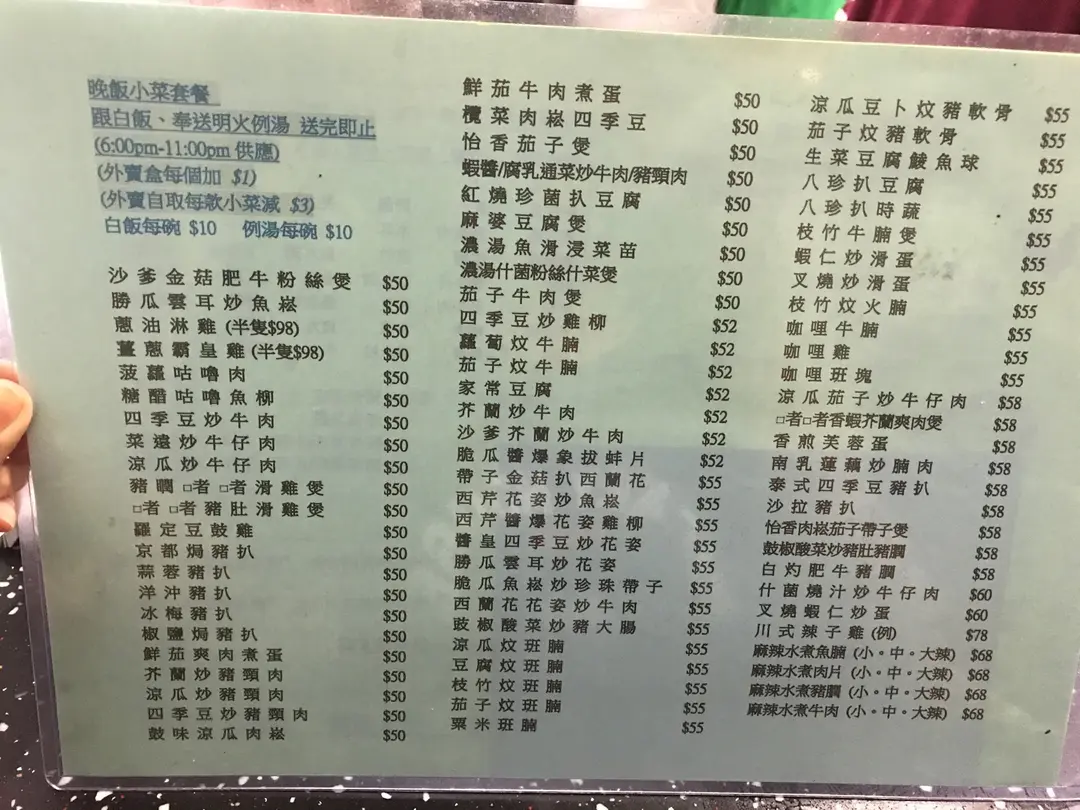 晚飯小菜套餐
跟白飯、奉送明火例湯 送完即止
(6:00pm-11:00pm 供應)
(外賣盒每個加 $1)
(外賣自取每款小菜減 $3)
白飯每碗 $10 例湯每碗 $10
沙爹金菇肥牛粉絲煲 $50
勝瓜雲耳炒魚崧 $50
蔥油淋雞 (半隻$98) $50
薑蔥霸皇雞 (半隻$98) $50
菠蘿咕嚕肉 $50
糖醋咕嚕魚柳 $50
四季豆炒牛肉 $50
菜遠炒牛仔肉 $50
涼瓜炒牛仔肉 $50
豬膶□者□者滑雞煲 $50
□者□者豬肚滑雞煲 $50
羅定豆鼓雞 $50
京都焗豬扒 $50
蒜蓉豬扒 $50
洋沖豬扒 $50
冰梅豬扒 $50
椒鹽焗豬扒 $50
鮮茄爽肉煮蛋 $50
芥蘭炒豬頸肉 $50
涼瓜炒豬頸肉 $50
四季豆炒豬頸肉 $50
鼓味涼瓜肉崧 $50
鮮茄牛肉煮蛋 $50
欖菜肉崧四季豆 $50
怡香茄子煲 $50
蝦醬/腐乳通菜炒牛肉/豬頸肉 $50
紅燒珍菌扒豆腐 $50
麻婆豆腐煲 $50
濃湯魚滑浸菜苗 $50
濃湯什菌粉絲什菜煲 $50
茄子牛肉煲 $50
四季豆炒雞柳 $52
蘿蔔炆牛腩 $52
茄子炆牛腩 $52
家常豆腐 $52
芥蘭炒牛肉 $52
沙爹芥蘭炒牛肉 $52
脆瓜醬爆象拔蚌片 $52
帶子金菇扒西蘭花 $55
西芹花姿炒魚崧 $55
西芹醬爆花姿雞柳 $55
醬皇四季豆炒花姿 $55
勝瓜雲耳炒花姿 $55
脆瓜魚崧炒珍珠帶子 $55
西蘭花花姿炒牛肉 $55
豉椒酸菜炒豬大腸 $55
涼瓜炆班腩 $55
豆腐炆班腩 $55
枝竹炆班腩 $55
茄子炆班腩 $55
粟米班腩 $55
涼瓜豆卜炆豬軟骨 $55
茄子炆豬軟骨 $55
生菜豆腐鯪魚球 $55
八珍扒豆腐 $55
八珍扒時蔬 $55
枝竹牛腩煲 $55
蝦仁炒滑蛋 $55
叉燒炒滑蛋 $55
枝竹炆火腩 $55
咖哩牛腩 $55
咖哩雞 $55
咖哩班塊 $55
涼瓜茄子炒牛仔肉 $58
□者□者香蝦芥蘭爽肉煲 $58
香煎芙蓉蛋 $58
南乳蓮藕炒腩肉 $58
泰式四季豆豬扒 $58
沙拉豬扒 $58
怡香肉崧茄子帶子煲 $58
鼓椒酸菜炒豬肚豬膶 $58
白灼肥牛豬膶 $58
什菌燒汁炒牛仔肉 $60
叉燒蝦仁炒蛋 $60
川式辣子雞 (例) $78
麻辣水煮魚腩 (小。中。大辣) $68
麻辣水煮肉片 (小。中。大辣) $68
麻辣水煮豬膶 (小。中。大辣) $68
麻辣水煮牛肉 (小。中。大辣) $68